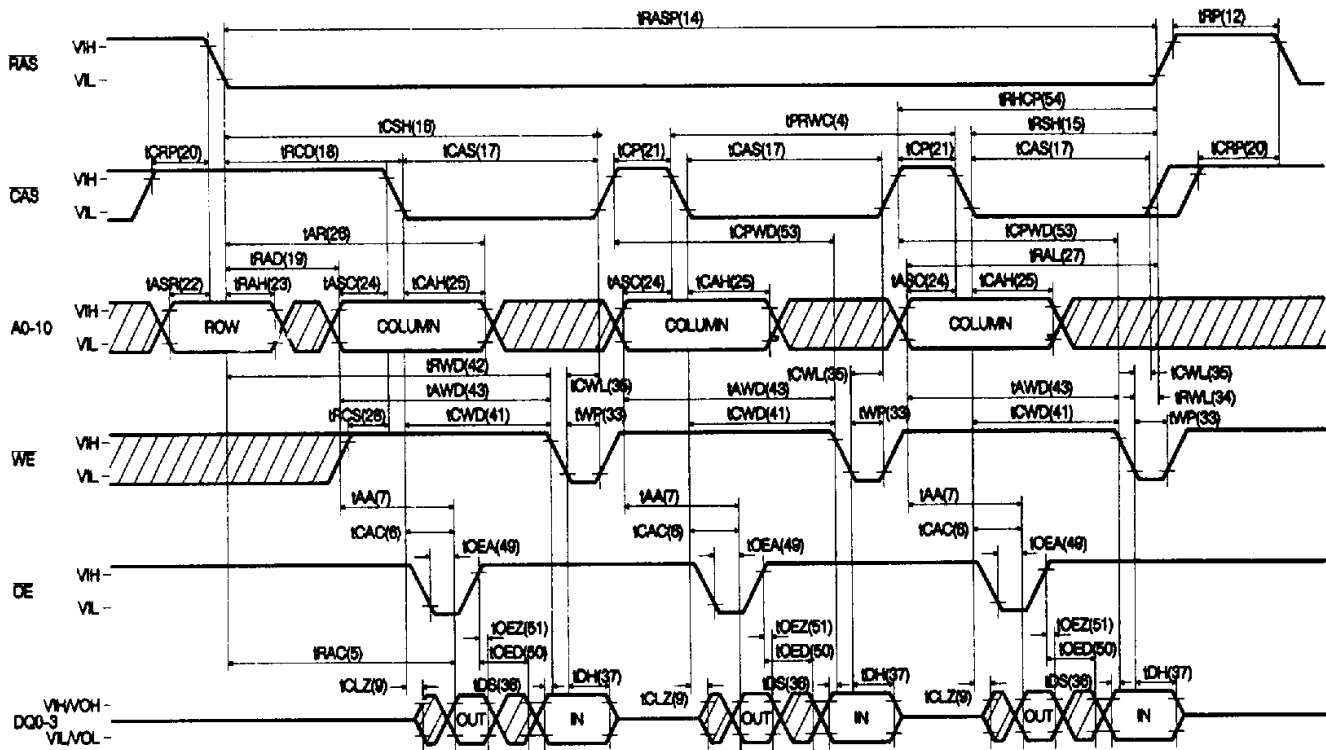 tRASP(14)
tRP(12)
RAS
VIH
VIL
tRHCP(54)
tCSH(16)
tPRWC(4)
tRSH(15)
tCRP(20)
tRCD(18)
tCAS(17)
tCP(21)
tCAS(17)
tCP(21)
tCAS(17)
tCRP(20)
CAS
VIH
VIL
tAR(26)
tCPWD(53)
tCPWD(53)
tRAD(19)
tRAL(27)
tASR(22)
tRAH(23)
tASC(24)
tCAH(25)
tASC(24)
tCAH(25)
tASC(24)
tCAH(25)
A0-10
VIH
VIL
ROW
COLUMN
COLUMN
COLUMN
tRWD(42)
tCWL(35)
tCWL(35)
tCWL(35)
tAWD(43)
tAWD(43)
tAWD(43)
tRWL(34)
tRCS(28)
tCWD(41)
tWP(33)
tCWD(41)
tWP(33)
tCWD(41)
tWP(33)
WE
VIH
VIL
tAA(7)
tAA(7)
tAA(7)
tCAC(6)
tCAC(6)
tCAC(6)
tOEA(49)
tOEA(49)
tOEA(49)
OE
VIH
VIL
tOEZ(51)
tOEZ(51)
tOEZ(51)
tRAC(5)
tOED(50)
tOED(50)
tOED(50)
tCLZ(9)
tDS(36)
tDH(37)
tCLZ(9)
tDS(36)
tDH(37)
tCLZ(9)
tDS(36)
tDH(37)
DQ0-3
VIH/VOH
VIL/VOL
OUT
IN
OUT
IN
OUT
IN